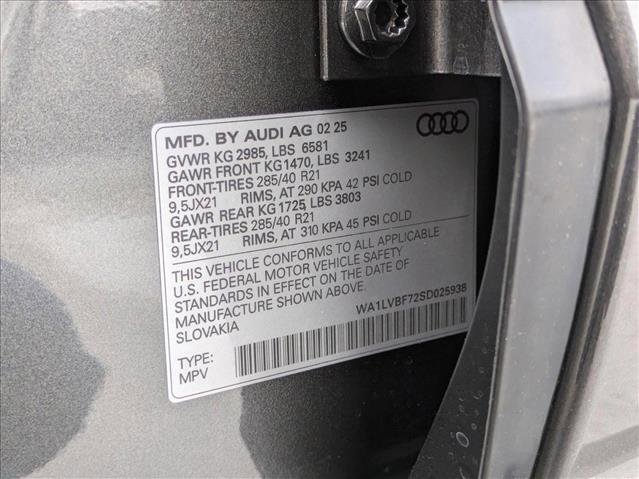 MFD. BY AUDI AG 02 25
GVWR KG 2985, LBS 6581
GAWR FRONT KG 1470, LBS 3241
FRONT-TIRES 285/40 R21
9,5JX21 RIMS, AT 290 KPA 42 PSI COLD
GAWR REAR KG 1725, LBS 3803
REAR-TIRES 285/40 R21
9,5JX21 RIMS, AT 310 KPA 45 PSI COLD
THIS VEHICLE CONFORMS TO ALL APPLICABLE
U.S. FEDERAL MOTOR VEHICLE SAFETY
STANDARDS IN EFFECT ON THE DATE OF
MANUFACTURE SHOWN ABOVE.
SLOVAKIA
WA1LVBF72SD025938
TYPE:
MPV